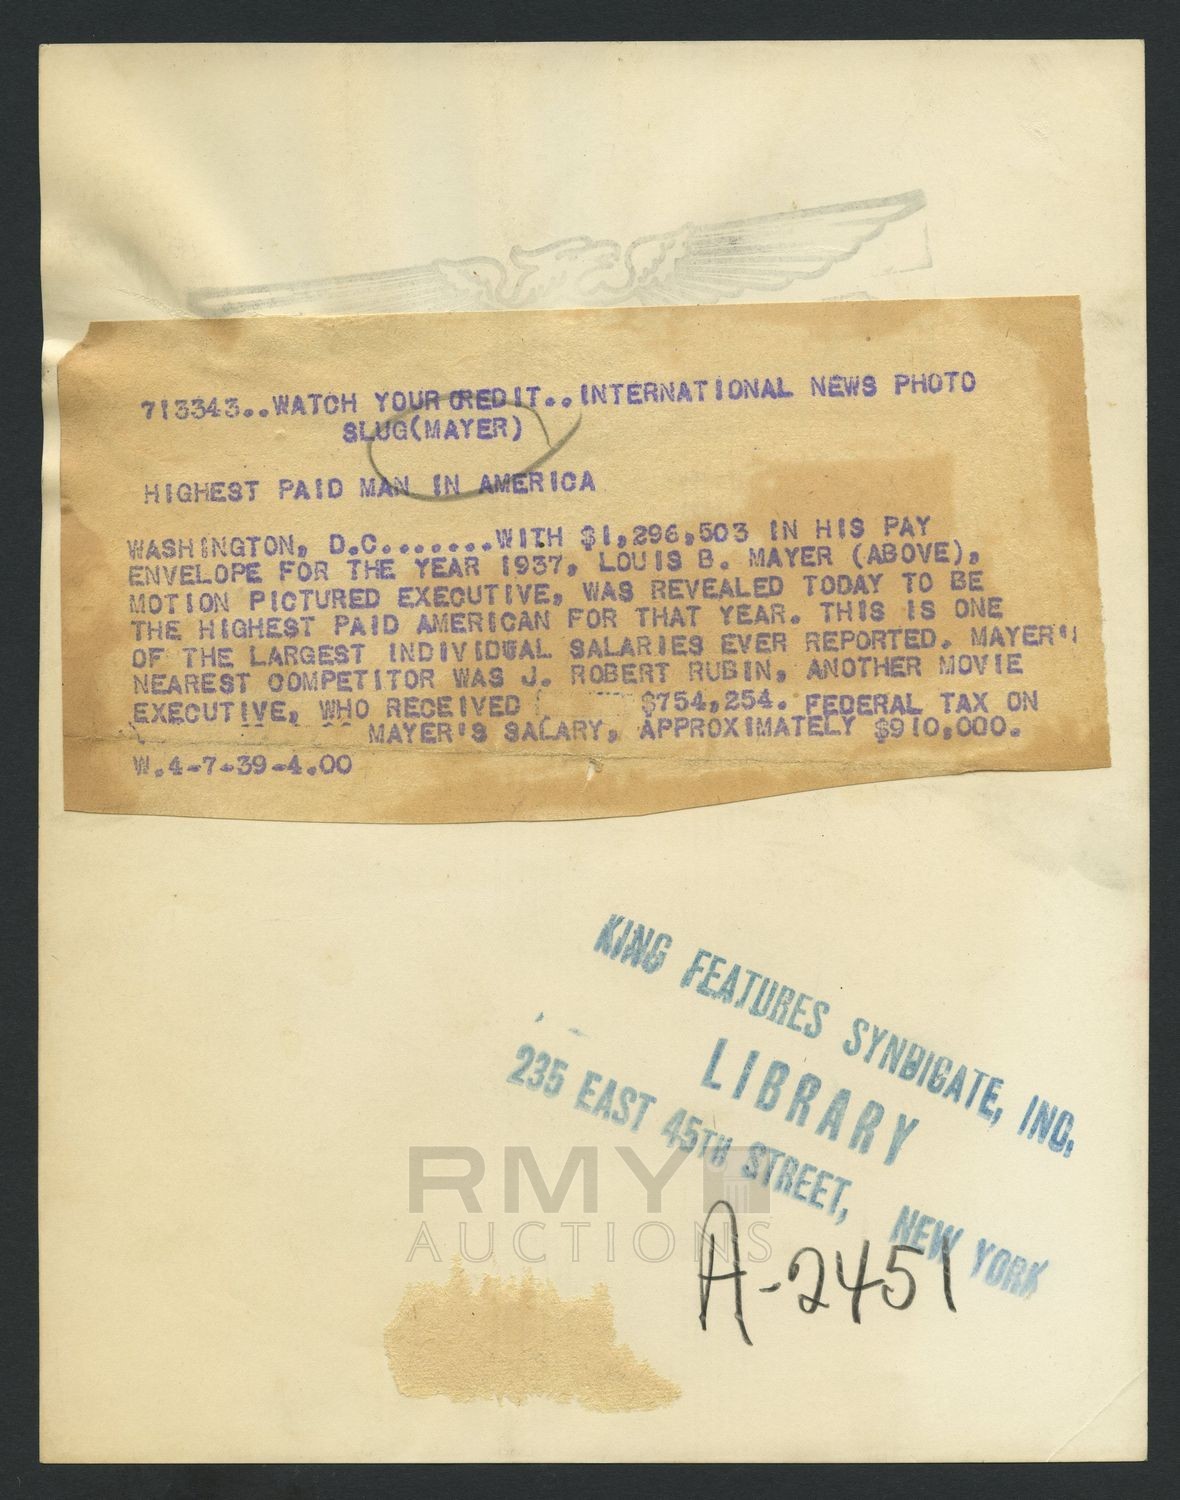 713343..WATCH YOUR CREDIT..INTERNATIONAL NEWS PHOTO
SLUG(MAYER)
HIGHEST PAID MAN IN AMERICA
WASHINGTON, D.C........WITH $1,296,503 IN HIS PAY
ENVELOPE FOR THE YEAR 1937, LOUIS B. MAYER (ABOVE),
MOTION PICTURED EXECUTIVE, WAS REVEALED TODAY TO BE
THE HIGHEST PAID AMERICAN FOR THAT YEAR. THIS IS ONE
OF THE LARGEST INDIVIDUAL SALARIES EVER REPORTED. MAYER'S
NEAREST COMPETITOR WAS J. ROBERT RUBIN, ANOTHER MOVIE
EXECUTIVE, WHO RECEIVED $754,254. FEDERAL TAX ON
MAYER'S SALARY, APPROXIMATELY $910,000.
W.4-7-39-4.00
KING FEATURES SYNDICATE, INC.
LIBRARY
235 EAST 45TH STREET, NEW YORK
RMY AUCTIONS
A-2451